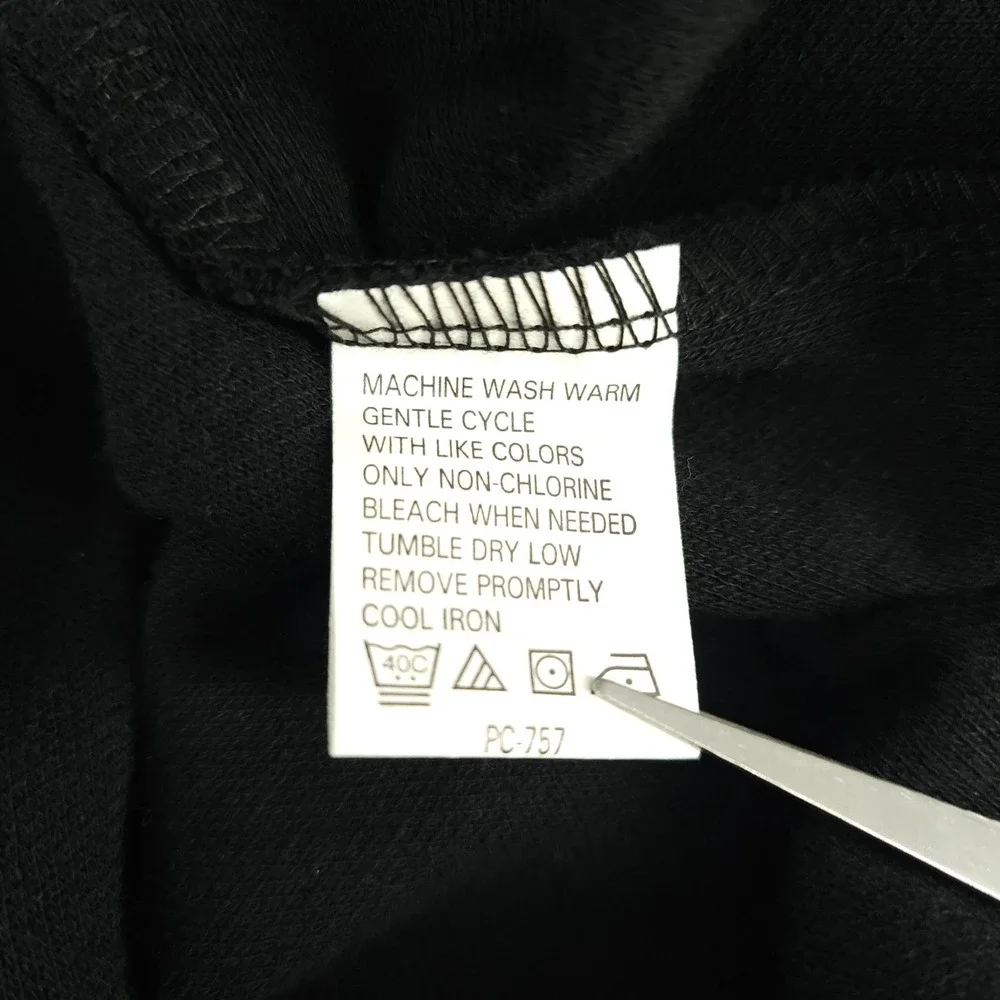 MACHINE WASH WARM
GENTLE CYCLE
WITH LIKE COLORS
ONLY NON-CHLORINE
BLEACH WHEN NEEDED
TUMBLE DRY LOW
REMOVE PROMPTLY
COOL IRON
40C
PC-757